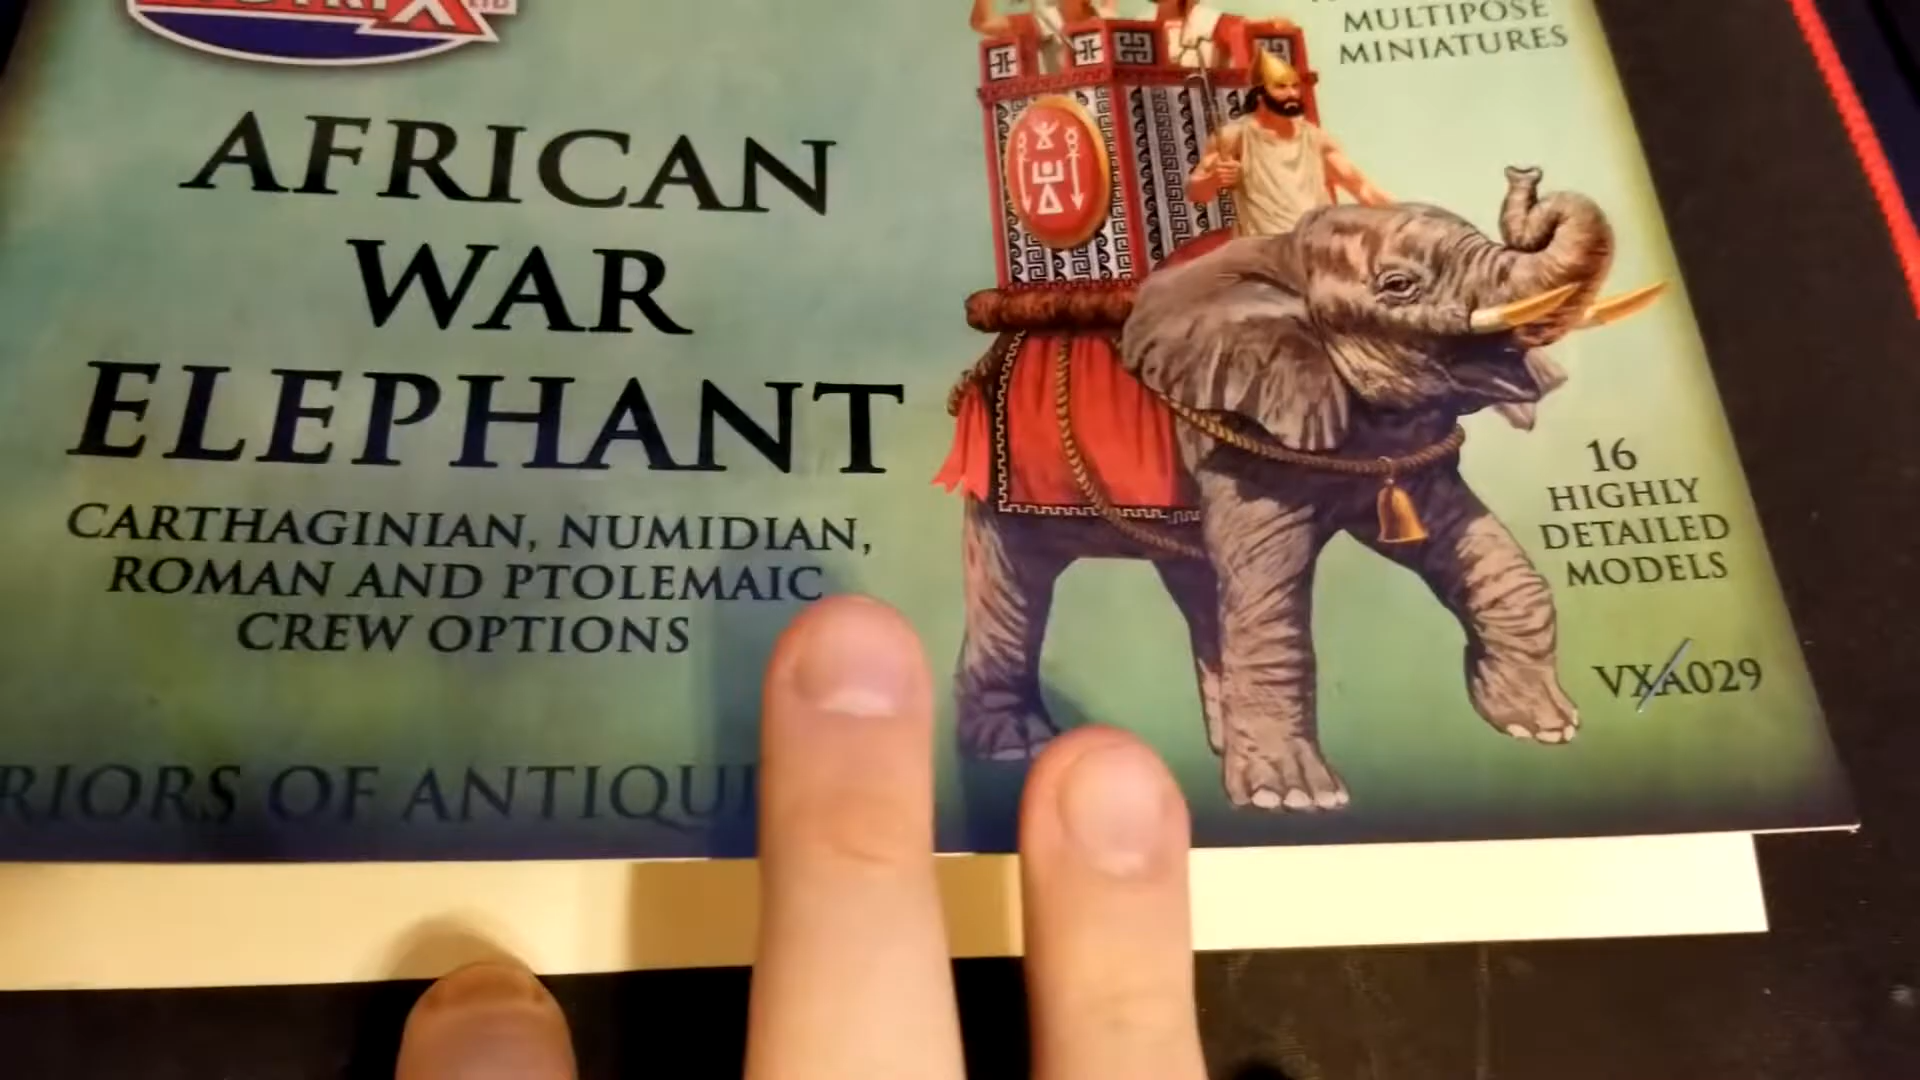 LTD
MULTIPOSE
MINIATURES
AFRICAN
WAR
ELEPHANT
CARTHAGINIAN, NUMIDIAN,
ROMAN AND PTOLEMAIC
CREW OPTIONS
16
HIGHLY
DETAILED
MODELS
VXA029
RIORS OF ANTIQUI